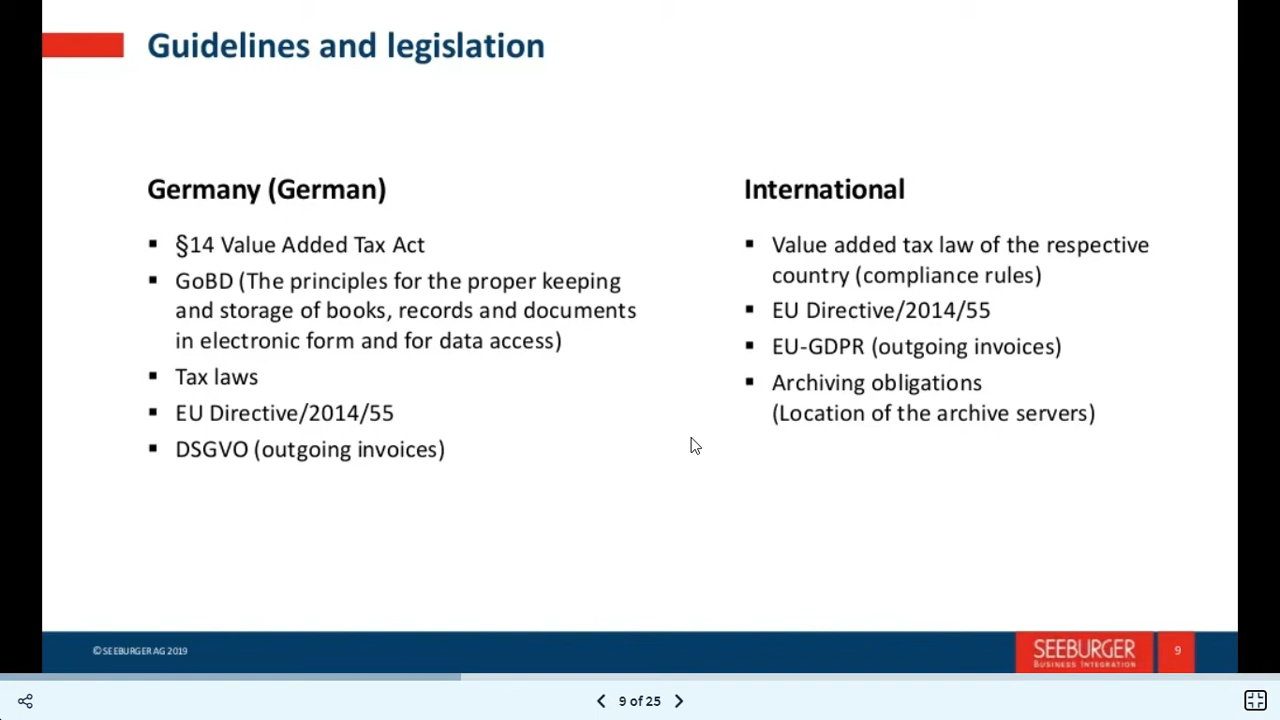 Guidelines and legislation
Germany (German)
▪ §14 Value Added Tax Act
▪ GoBD (The principles for the proper keeping
and storage of books, records and documents
in electronic form and for data access)
▪ Tax laws
▪ EU Directive/2014/55
▪ DSGVO (outgoing invoices)
International
▪ Value added tax law of the respective
country (compliance rules)
▪ EU Directive/2014/55
▪ EU-GDPR (outgoing invoices)
▪ Archiving obligations
(Location of the archive servers)
© SEEBURGER AG 2019
SEEBURGER
BUSINESS INTEGRATION
9
9 of 25